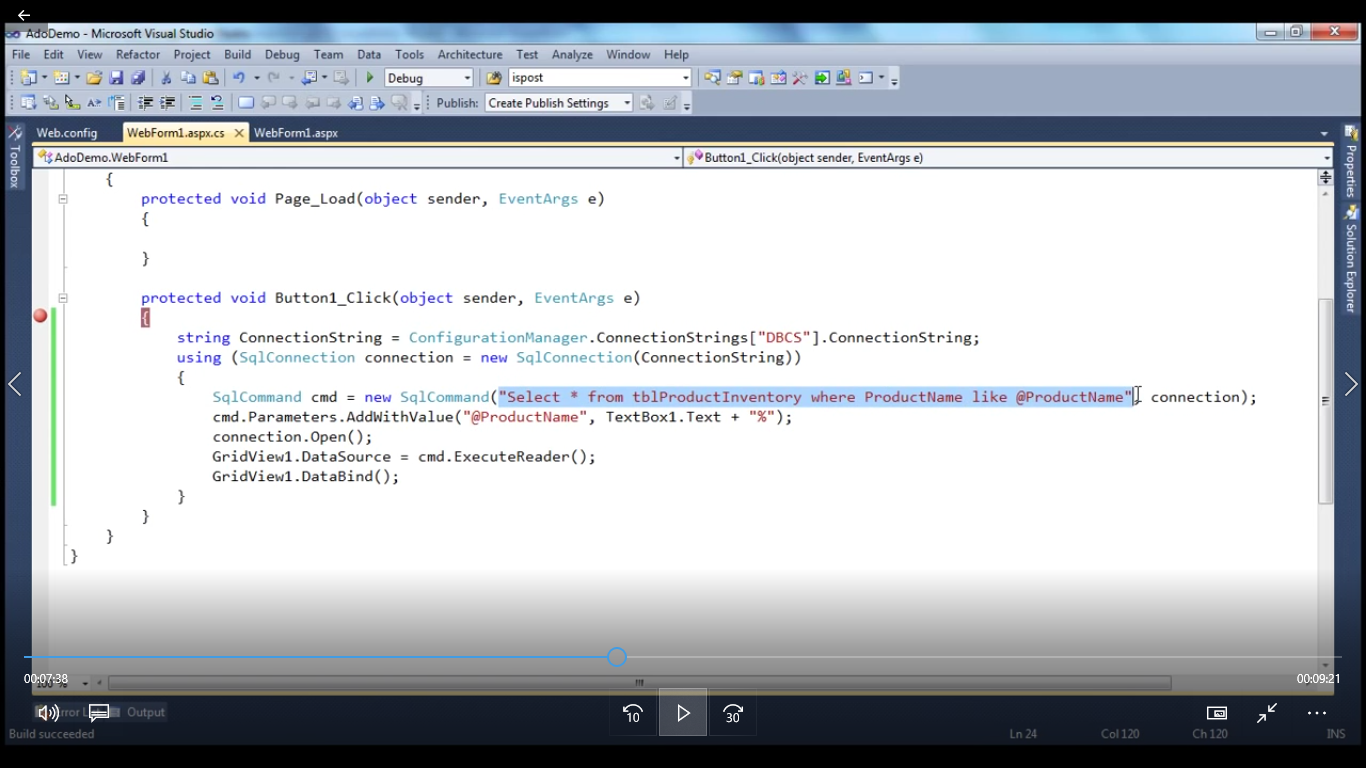 AdoDemo - Microsoft Visual Studio
File Edit View Refactor Project Build Debug Team Data Tools Architecture Test Analyze Window Help
Debug ispost
Publish: Create Publish Settings
Web.config WebForm1.aspx.cs WebForm1.aspx
AdoDemo.WebForm1 Button1_Click(object sender, EventArgs e)
Toolbox
Properties
Solution Explorer
{
protected void Page_Load(object sender, EventArgs e)
{
}
protected void Button1_Click(object sender, EventArgs e)
{
string ConnectionString = ConfigurationManager.ConnectionStrings["DBCS"].ConnectionString;
using (SqlConnection connection = new SqlConnection(ConnectionString))
{
SqlCommand cmd = new SqlCommand("Select * from tblProductInventory where ProductName like @ProductName", connection);
cmd.Parameters.AddWithValue("@ProductName", TextBox1.Text + "%");
connection.Open();
GridView1.DataSource = cmd.ExecuteReader();
GridView1.DataBind();
}
}
}
}
00:07:38 00:09:21
Output
10 30
Build succeeded Ln 24 Col 120 Ch 120 INS